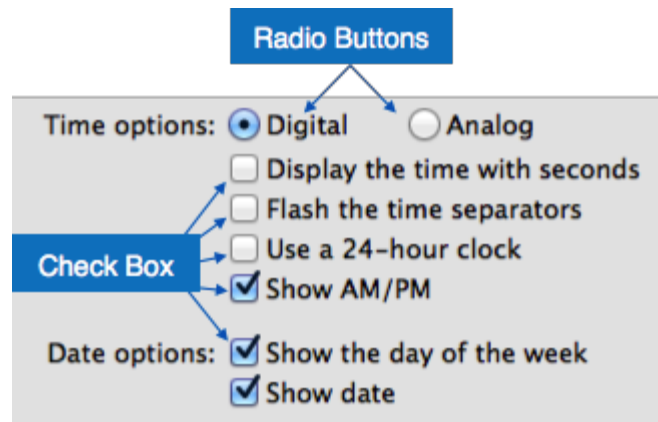 Radio Buttons
Time options: Digital Analog
Display the time with seconds
Flash the time separators
Use a 24-hour clock
Check Box
Show AM/PM
Date options: Show the day of the week
Show date